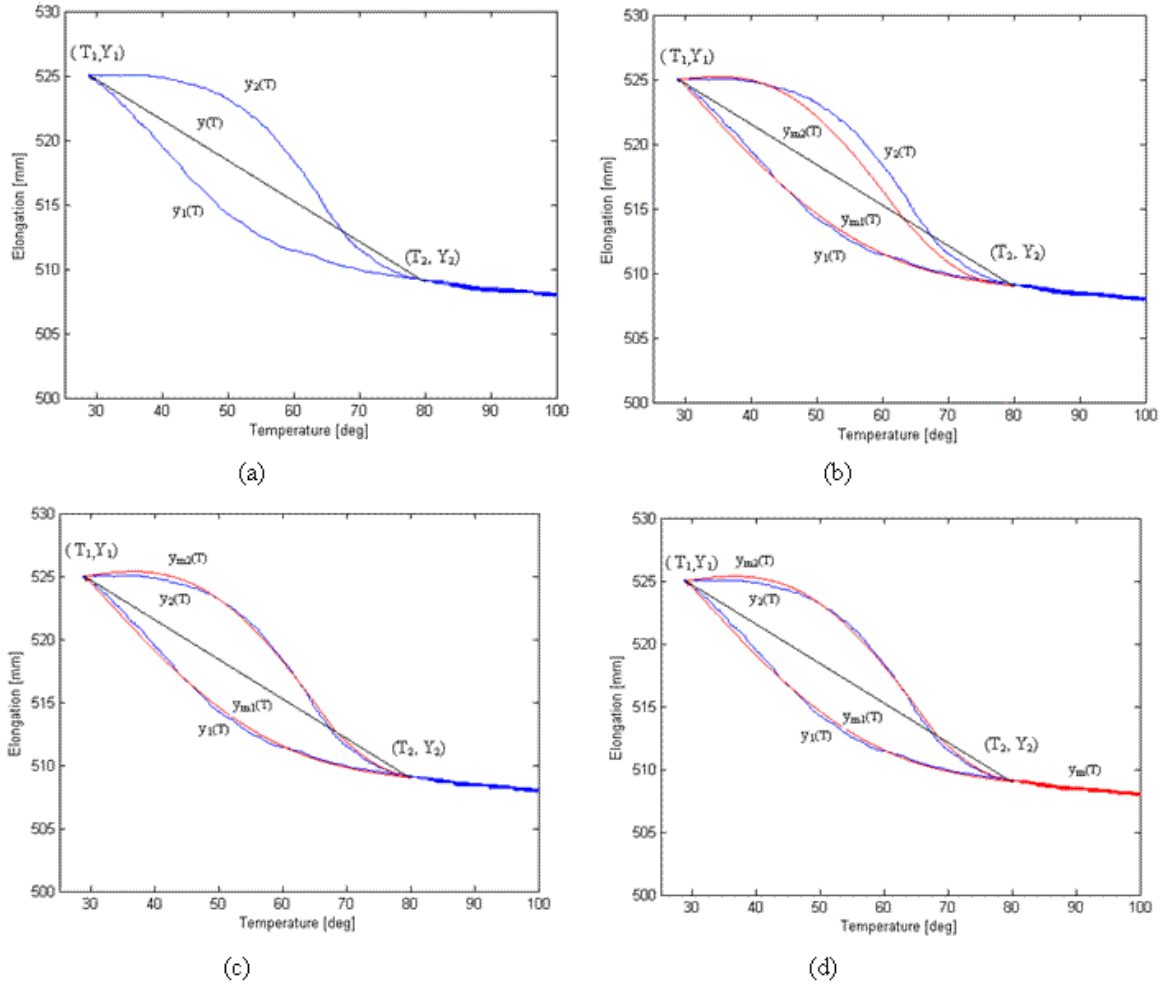 530
525
520
515
510
505
500
Elongation [mm]
(T₁,Y₁)
y₂(T)
y(T)
y₁(T)
(T₂, Y₂)
30 40 50 60 70 80 90 100
Temperature [deg]
(a)
530
525
520
515
510
505
500
Elongation [mm]
(T₁,Y₁)
yₘ₂(T)
y₂(T)
yₘ₁(T)
y₁(T)
(T₂, Y₂)
30 40 50 60 70 80 90 100
Temperature [deg]
(b)
530
525
520
515
510
505
500
Elongation [mm]
(T₁,Y₁)
yₘ₂(T)
y₂(T)
yₘ₁(T)
y₁(T)
(T₂, Y₂)
30 40 50 60 70 80 90 100
Temperature [deg]
(c)
530
525
520
515
510
505
500
Elongation [mm]
(T₁,Y₁)
yₘ₂(T)
y₂(T)
yₘ₁(T)
y₁(T)
(T₂, Y₂)
yₘ(T)
30 40 50 60 70 80 90 100
Temperature [deg]
(d)